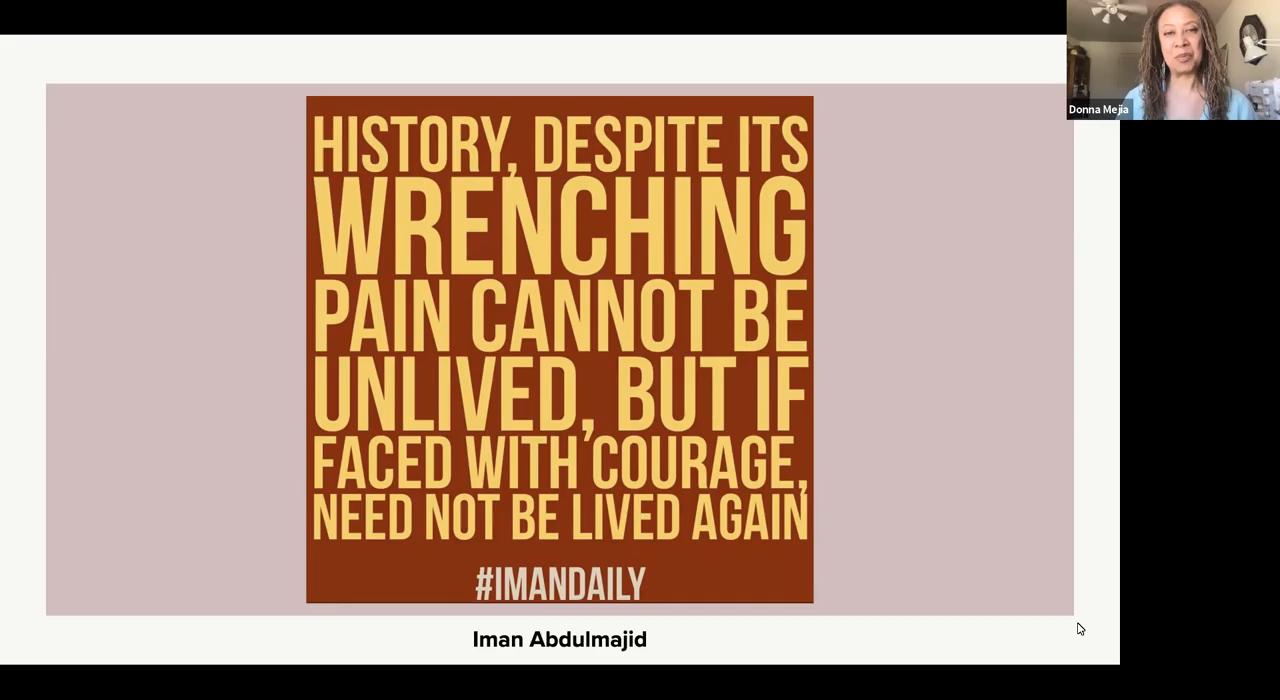 Donna Mejia
HISTORY, DESPITE ITS
WRENCHING
PAIN CANNOT BE
UNLIVED, BUT IF
FACED WITH COURAGE,
NEED NOT BE LIVED AGAIN
#IMANDAILY
Iman Abdulmajid